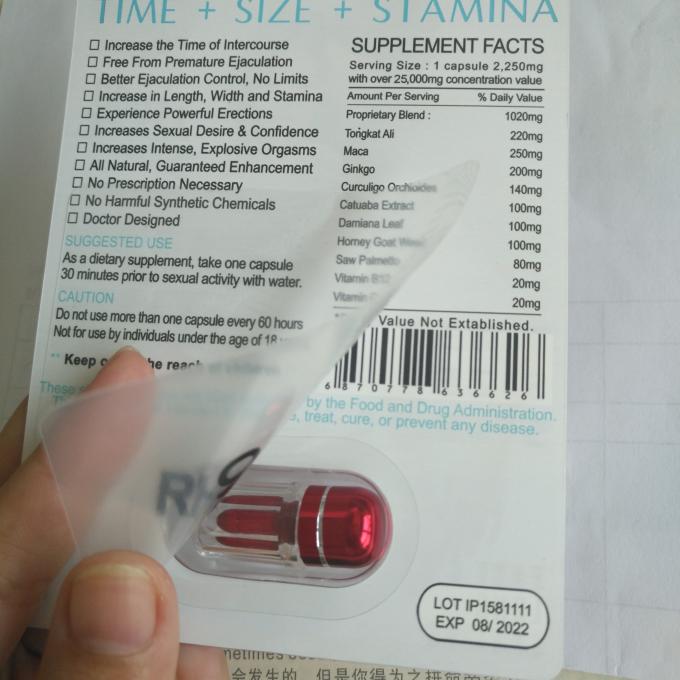 TIME + SIZE + STAMINA
☐ Increase the Time of Intercourse
☐ Free From Premature Ejaculation
☐ Better Ejaculation Control, No Limits
☐ Increase in Length, Width and Stamina
☐ Experience Powerful Erections
☐ Increases Sexual Desire & Confidence
☐ Increases Intense, Explosive Orgasms
☐ All Natural, Guaranteed Enhancement
☐ No Prescription Necessary
☐ No Harmful Synthetic Chemicals
☐ Doctor Designed
SUGGESTED USE
As a dietary supplement, take one capsule
30 minutes prior to sexual activity with water.
CAUTION
Do not use more than one capsule every 60 hours
Not for use by individuals under the age of 18
** Keep the reach of children
These
SUPPLEMENT FACTS
Serving Size : 1 capsule 2,250mg
with over 25,000mg concentration value
Amount Per Serving % Daily Value
Proprietary Blend : 1020mg
Tongkat Ali 220mg
Maca 250mg
Ginkgo 200mg
Curculigo Orchioides 140mg
Catuaba Extract 100mg
Damiana Leaf 100mg
Horney Goat Weed 100mg
Saw Palmetto 80mg
Vitamin B12 20mg
Vitamin 20mg
Value Not Extablished.
6 87077 863662 6
by the Food and Drug Administration.
treat, cure, or prevent any disease.
LOT IP1581111
EXP 08/ 2022